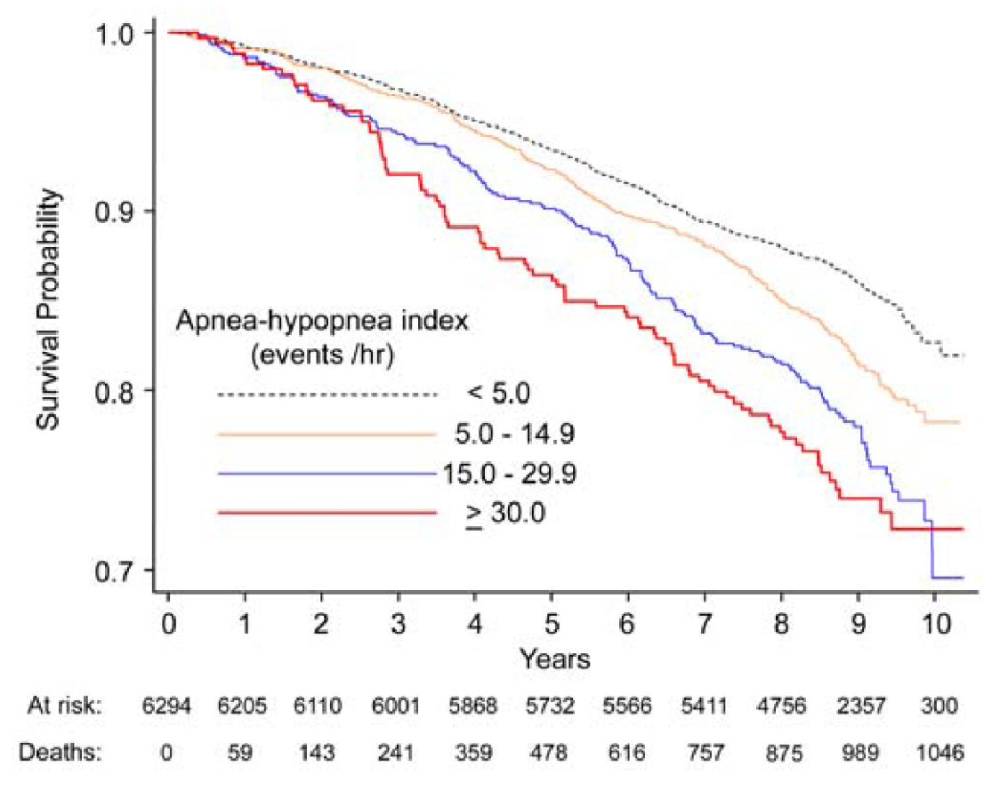 1.0
0.9
0.8
0.7
Survival Probability
Apnea-hypopnea index
(events /hr)
< 5.0
5.0 - 14.9
15.0 - 29.9
≥ 30.0
0 1 2 3 4 5 6 7 8 9 10
Years
At risk: 6294 6205 6110 6001 5868 5732 5566 5411 4756 2357 300
Deaths: 0 59 143 241 359 478 616 757 875 989 1046